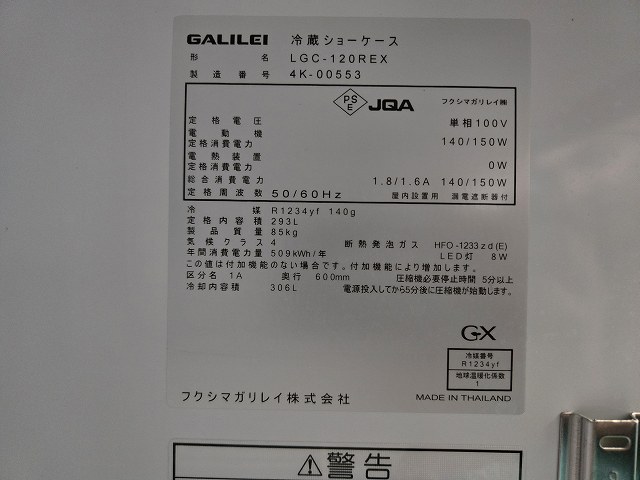 GALILEI 冷蔵ショーケース
形名 LGC-120REX
製造番号 4K-00553
PSE JQA フクシマガリレイ㈱
定格電圧 単相100V
電動機
定格消費電力 140/150W
電熱装置
定格消費電力 0W
総合消費電力 1.8/1.6A 140/150W
定格周波数 50/60Hz 屋内設置用 漏電遮断器付
冷媒 R1234yf 140g
定格内容積 293L
製品質量 85kg
気候クラス 4 断熱発泡ガス HFO-1233zd(E)
年間消費電力量 509kWh/年 LED灯 8W
この値は付加機能のない場合です。付加機能により増加します。
区分名 1A 奥行 600mm 圧縮機必要停止時間 5分以上
冷却内容積 306L 電源投入してから5分後に圧縮機が始動します。
GX
冷媒番号
R1234yf
地球温暖化係数
1
フクシマガリレイ株式会社 MADE IN THAILAND
⚠警告